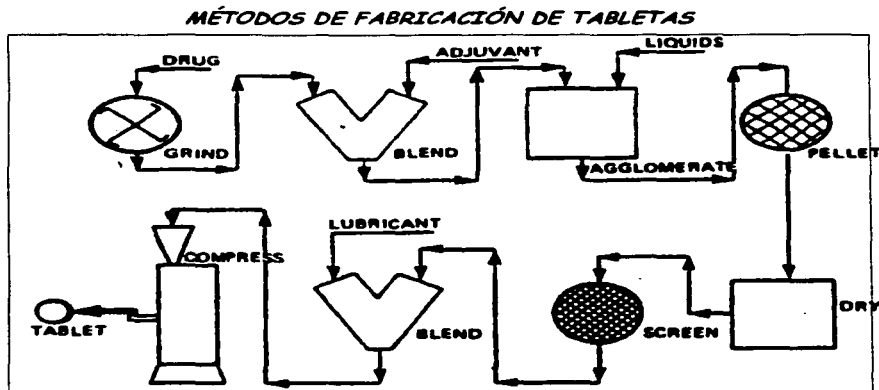 MÉTODOS DE FABRICACIÓN DE TABLETAS
DRUG
ADJUVANT
LIQUIDS
GRIND
BLEND
AGGLOMERATE
PELLET
LUBRICANT
COMPRESS
TABLET
BLEND
SCREEN
DRY